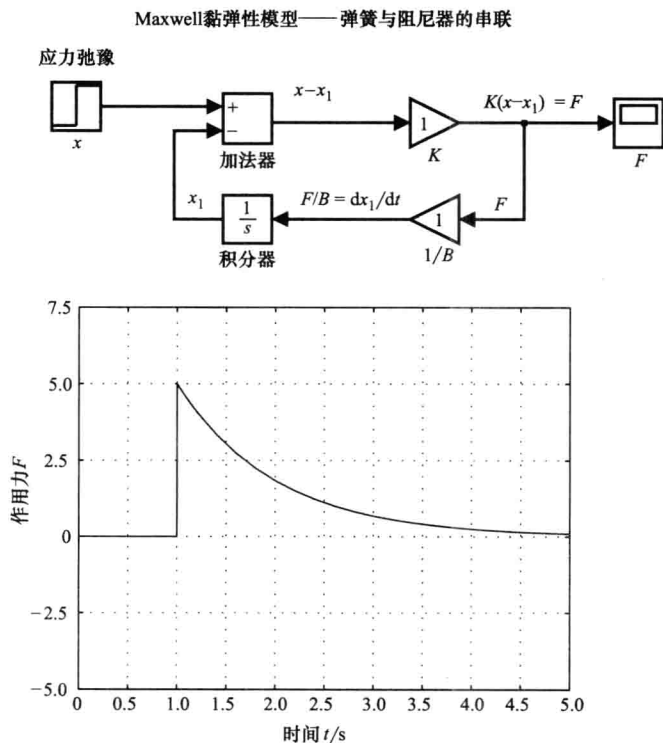 Maxwell黏弹性模型——弹簧与阻尼器的串联
应力弛豫
x
+
−
加法器
x−x₁
1
K
K(x−x₁) = F
F
x₁
1/s
积分器
F/B = dx₁/dt
1
1/B
F
7.5
5.0
2.5
0
−2.5
−5.0
作用力F
0 0.5 1.0 1.5 2.0 2.5 3.0 3.5 4.0 4.5 5.0
时间 t/s